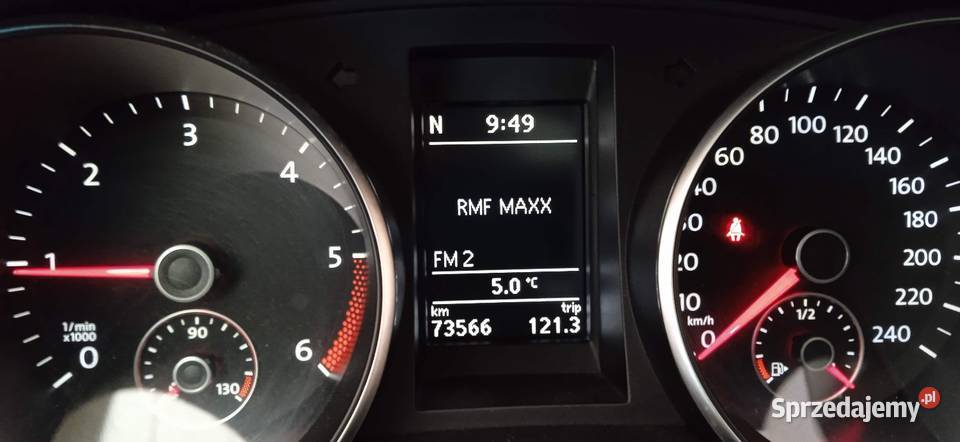 0
1
2
3
4
5
6
1/min
x1000
90
130
N 9:49
RMF MAXX
FM 2
5.0 °C
km trip
73566 121.3
0
10
20
60
80
100
120
140
160
180
200
220
240
km/h
1/2
Sprzedajemy.pl